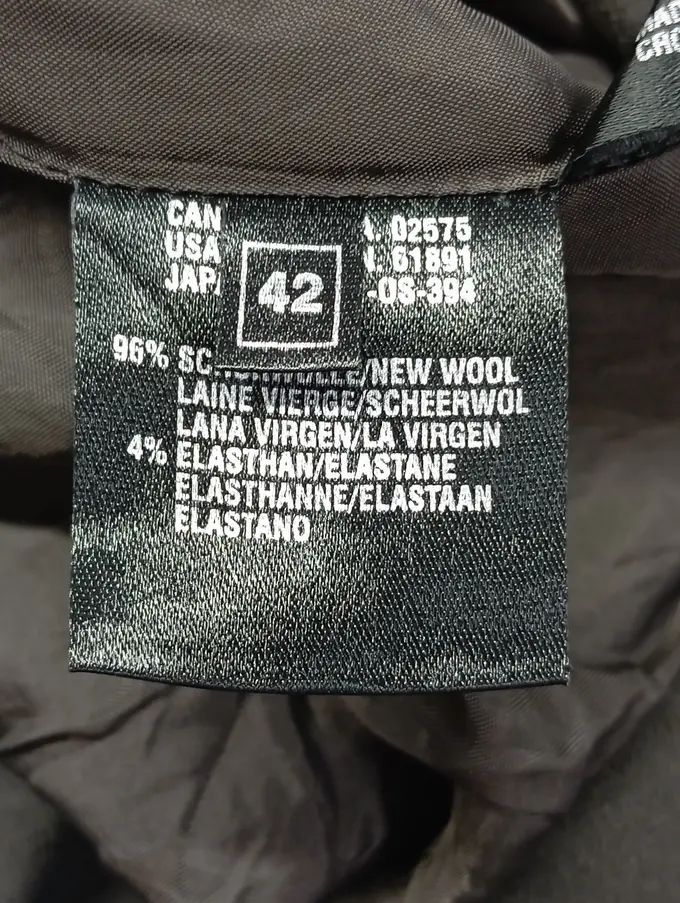 CAN 02575
USA 61891
JAP. -OS-394
42
96% /NEW WOOL
LAINE VIERGE/SCHEERWOL
LANA VIRGEN/LA VIRGEN
4% ELASTHAN/ELASTANE
ELASTHANNE/ELASTAAN
ELASTANO